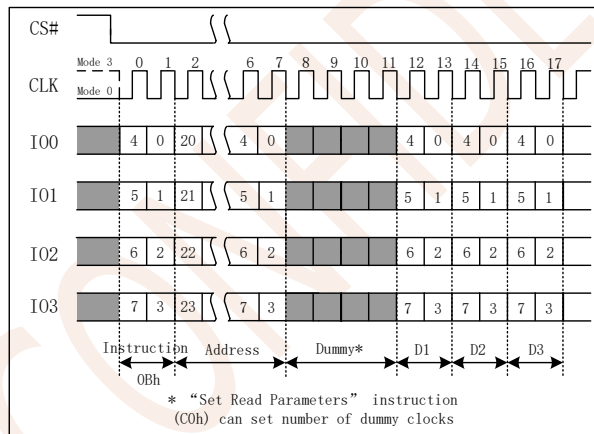 CS#
Mode 3 0 1 2 6 7 8 9 10 11 12 13 14 15 16 17
CLK
Mode 0
IO0 4 0 20 4 0 4 0 4 0 4 0
IO1 5 1 21 5 1 5 1 5 1 5 1
IO2 6 2 22 6 2 6 2 6 2 6 2
IO3 7 3 23 7 3 7 3 7 3 7 3
Instruction Address Dummy* D1 D2 D3
0Bh
* “Set Read Parameters” instruction
(C0h) can set number of dummy clocks